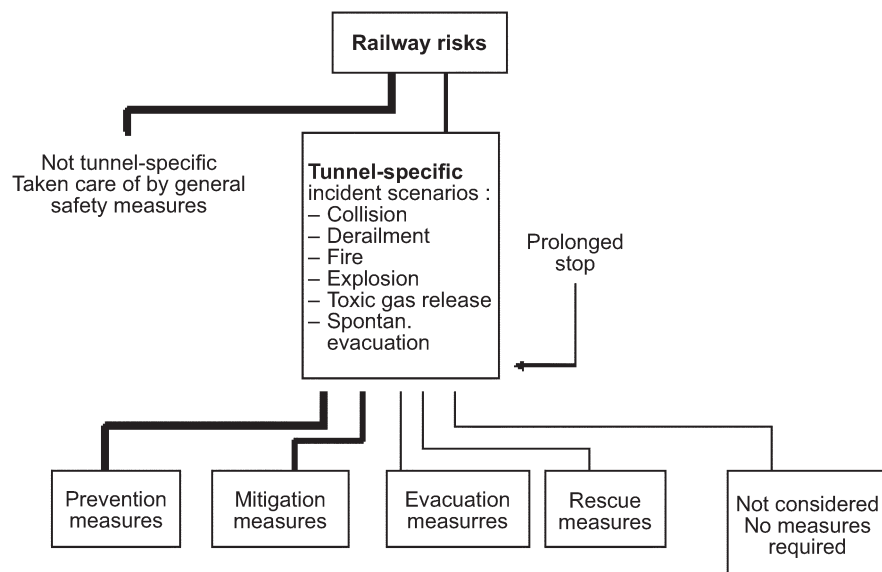 Railway risks
Not tunnel-specific
Taken care of by general
safety measures
Tunnel-specific
incident scenarios :
– Collision
– Derailment
– Fire
– Explosion
– Toxic gas release
– Spontan.
evacuation
Prolonged
stop
Prevention
measures
Mitigation
measures
Evacuation
measurres
Rescue
measures
Not considered
No measures
required